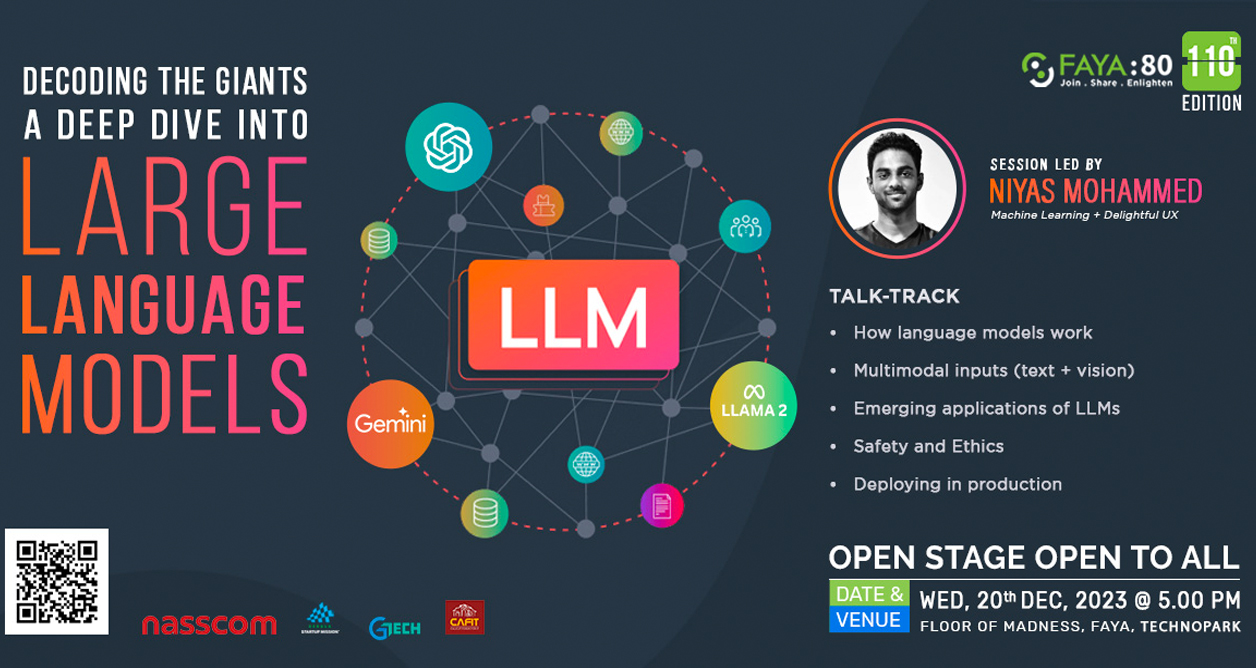 DECODING THE GIANTS
A DEEP DIVE INTO
LARGE
LANGUAGE
MODELS
LLM
Gemini
LLAMA 2
FAYA:80
Join . Share . Enlighten
110TH
EDITION
SESSION LED BY
NIYAS MOHAMMED
Machine Learning + Delightful UX
TALK-TRACK
• How language models work
• Multimodal inputs (text + vision)
• Emerging applications of LLMs
• Safety and Ethics
• Deploying in production
OPEN STAGE OPEN TO ALL
DATE &
VENUE
WED, 20th DEC, 2023 @ 5.00 PM
FLOOR OF MADNESS, FAYA, TECHNOPARK
nasscom
STARTUP MISSION
GTECH
CAFIT